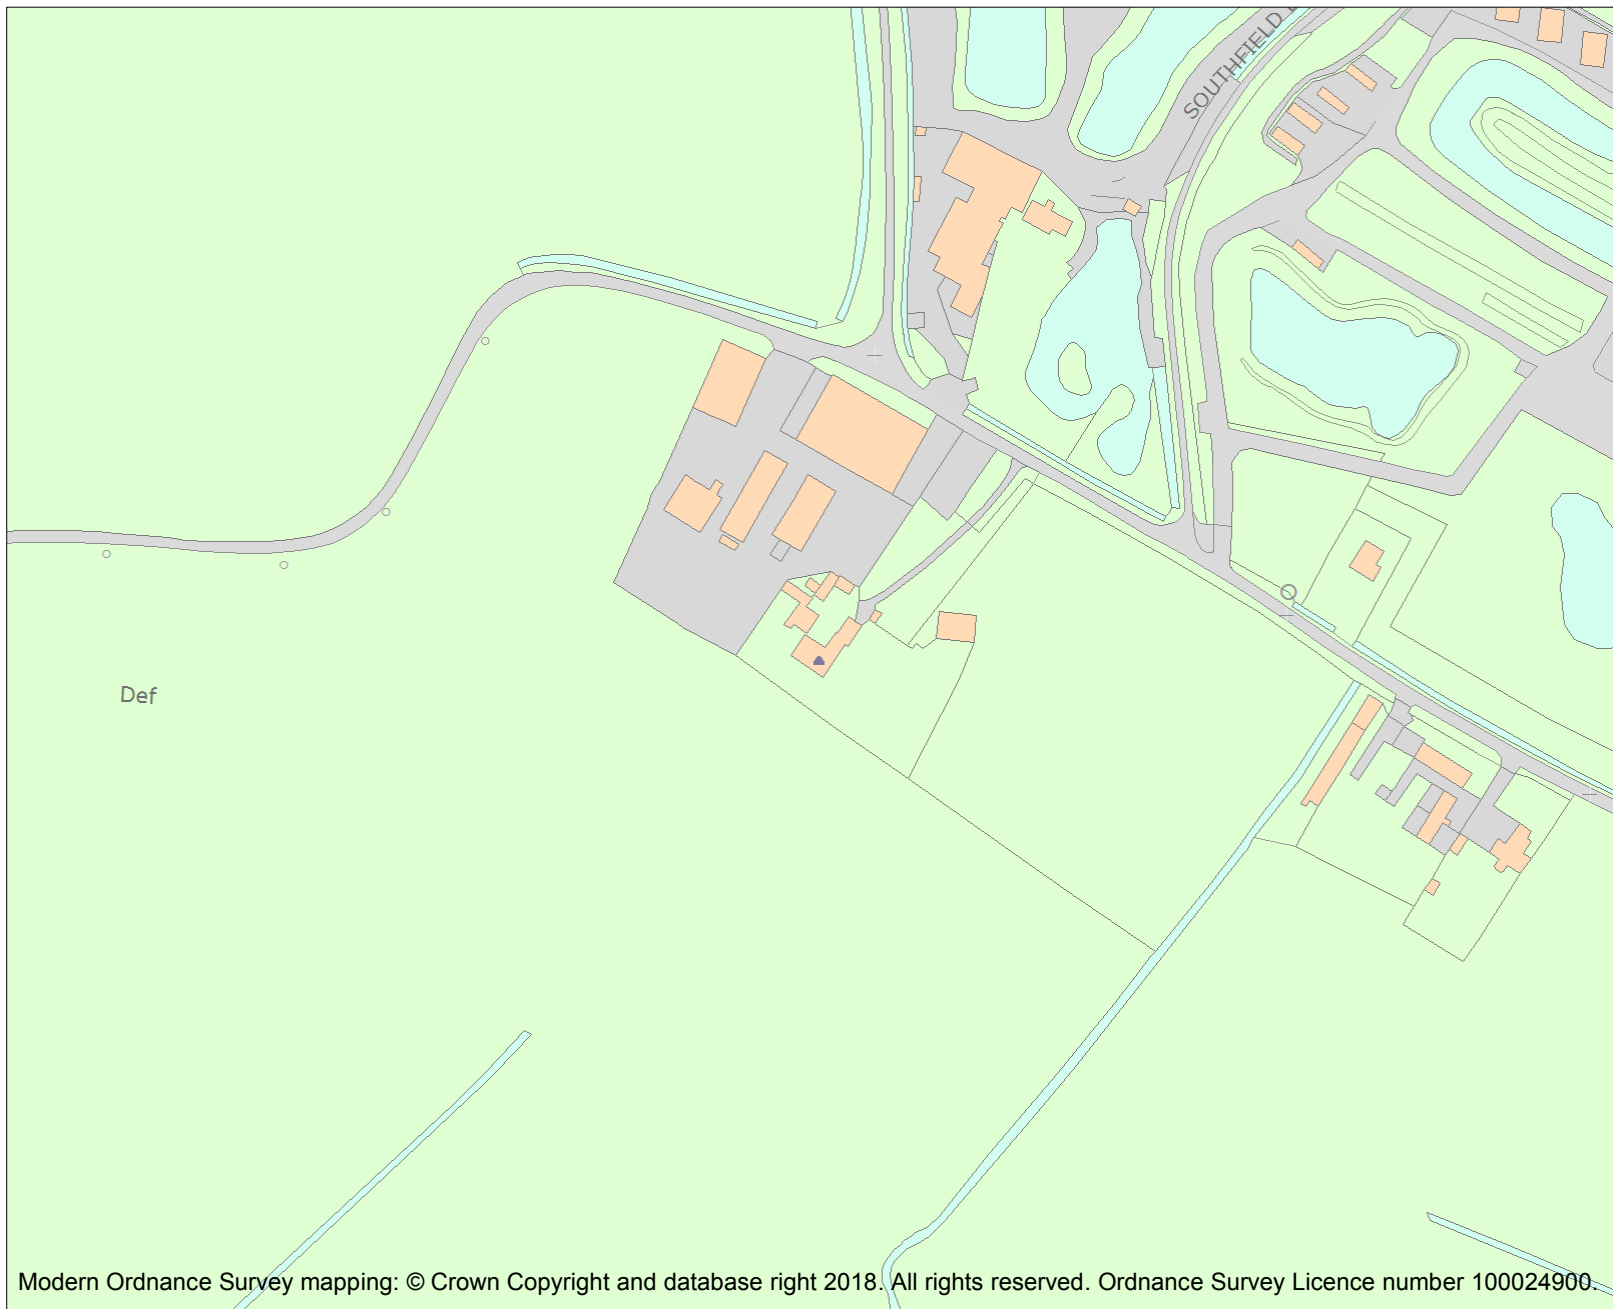 SOUTHFIELD
Def
Modern Ordnance Survey mapping: © Crown Copyright and database right 2018. All rights reserved. Ordnance Survey Licence number 100024900.